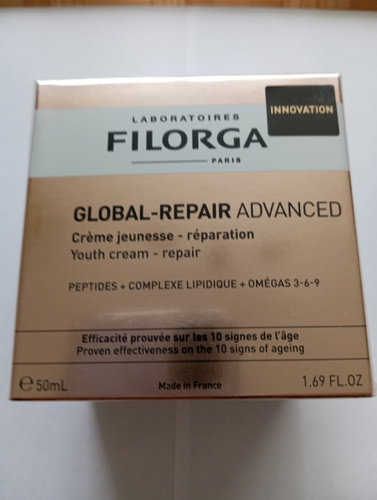 INNOVATION
LABORATOIRES
FILORGA
PARIS
GLOBAL-REPAIR ADVANCED
Crème jeunesse - réparation
Youth cream - repair
PEPTIDES + COMPLEXE LIPIDIQUE + OMÉGAS 3-6-9
Efficacité prouvée sur les 10 signes de l'âge
Proven effectiveness on the 10 signs of ageing
℮50mL Made in France 1.69 FL.OZ